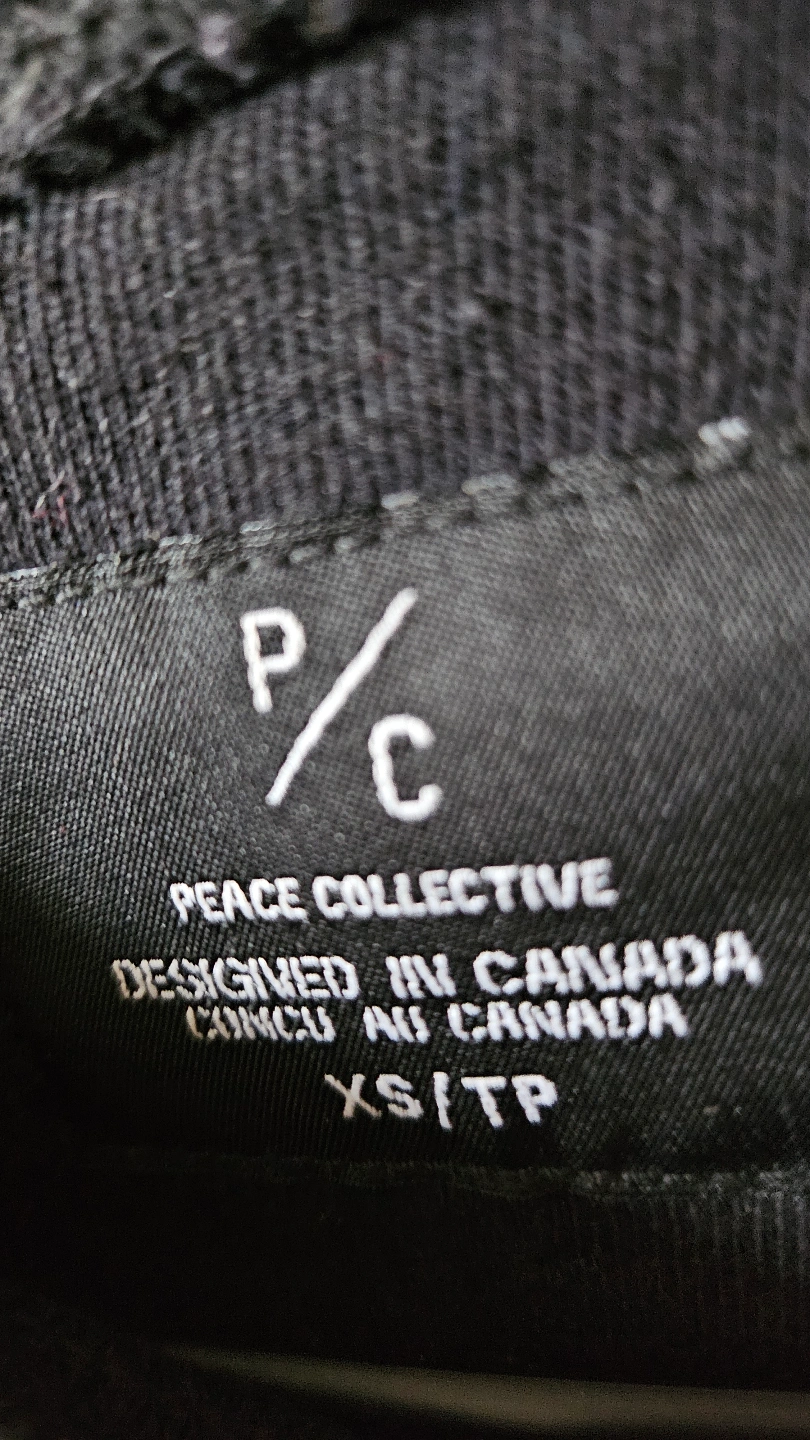 P/C
PEACE COLLECTIVE
DESIGNED IN CANADA
CONCU AU CANADA
XS/TP